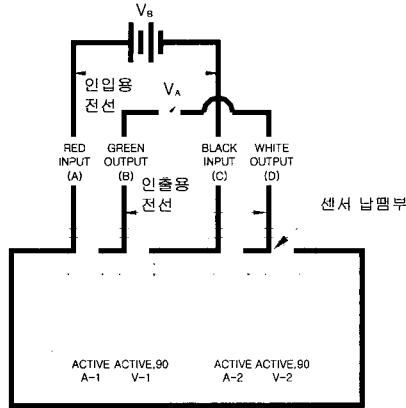 VB
인입용
전선
VA
RED
INPUT
(A)
GREEN
OUTPUT
(B)
BLACK
INPUT
(C)
WHITE
OUTPUT
(D)
인출용
전선
센서 납땜부
ACTIVE ACTIVE,90
A-1 V-1
ACTIVE ACTIVE,90
A-2 V-2